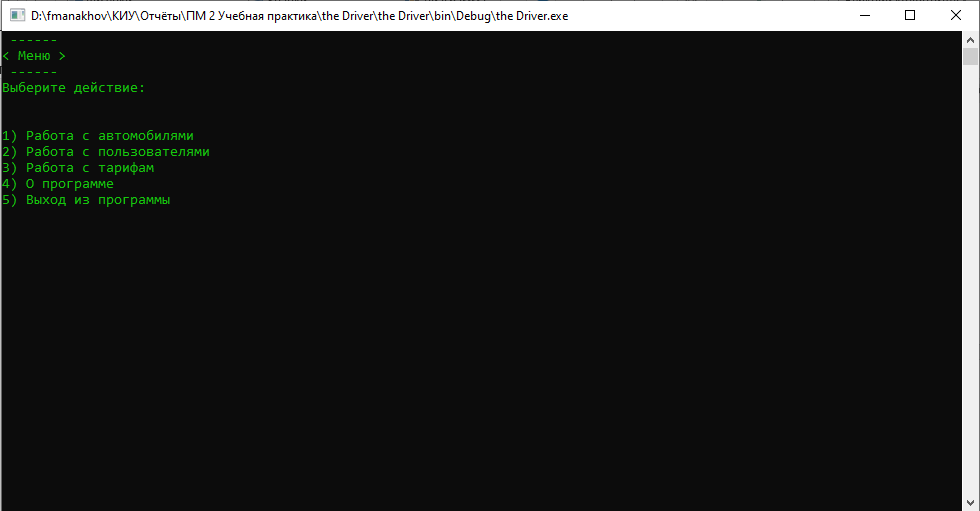 D:\fmanakhov\КИУ\Отчёты\ПМ 2 Учебная практика\the Driver\the Driver\bin\Debug\the Driver.exe
------
< Меню >
------
Выберите действие:
1) Работа с автомобилями
2) Работа с пользователями
3) Работа с тарифам
4) О программе
5) Выход из программы